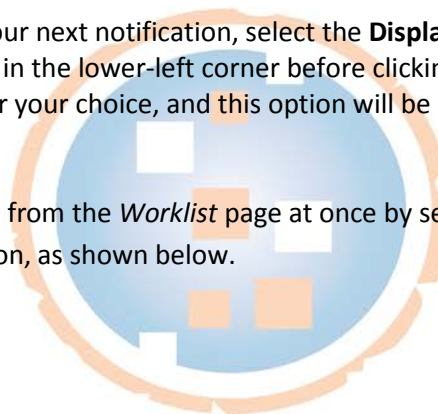 our next notification, select the Displa
in the lower-left corner before clickin
r your choice, and this option will be
from the Worklist page at once by se
on, as shown below.